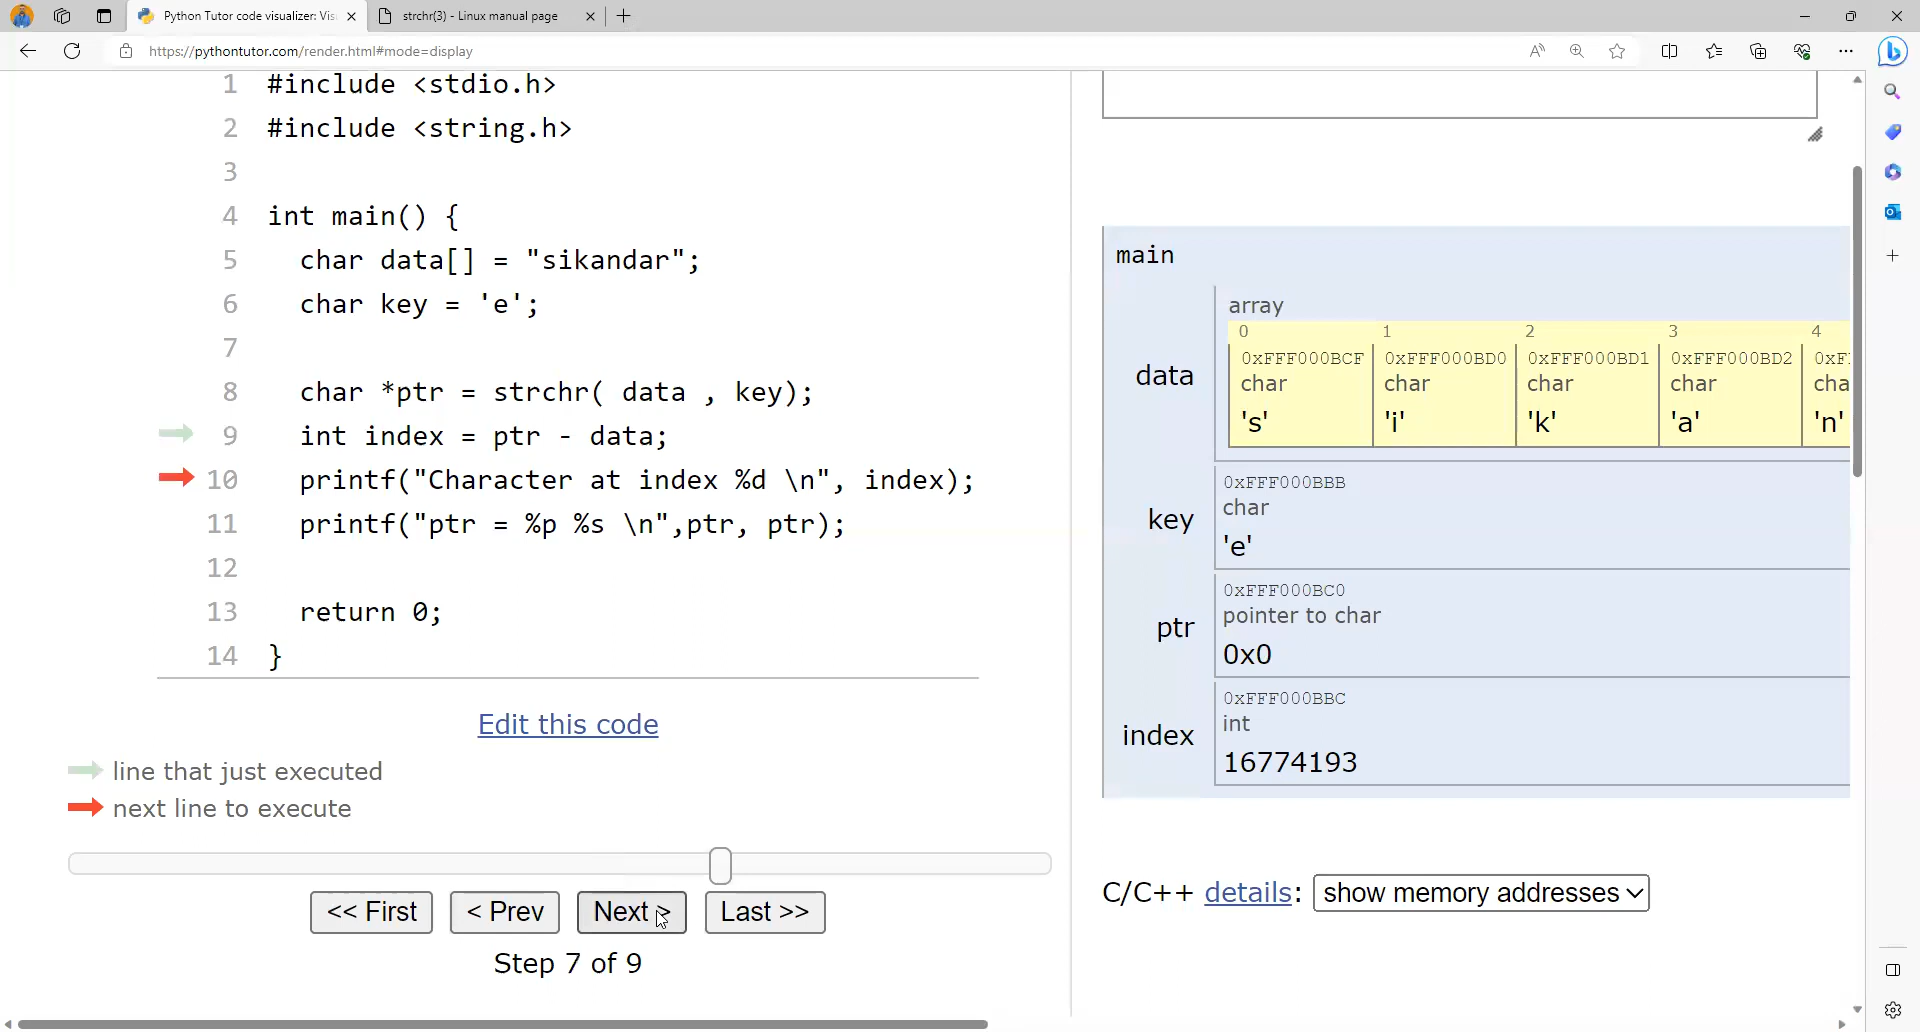 Python Tutor code visualizer: Vis
strchr(3) - Linux manual page
https://pythontutor.com/render.html#mode=display
1 #include <stdio.h>
2 #include <string.h>
3
4 int main() {
5 char data[] = "sikandar";
6 char key = 'e';
7
8 char *ptr = strchr( data , key);
9 int index = ptr - data;
10 printf("Character at index %d \n", index);
11 printf("ptr = %p %s \n",ptr, ptr);
12
13 return 0;
14 }
Edit this code
line that just executed
next line to execute
<< First < Prev Next > Last >>
Step 7 of 9
main
array
0 1 2 3 4
0xFFF000BCF 0xFFF000BD0 0xFFF000BD1 0xFFF000BD2 0xF
data char char char char cha
's' 'i' 'k' 'a' 'n'
0xFFF000BBB
char
key
'e'
0xFFF000BC0
pointer to char
ptr
0x0
0xFFF000BBC
int
index
16774193
C/C++ details: show memory addresses